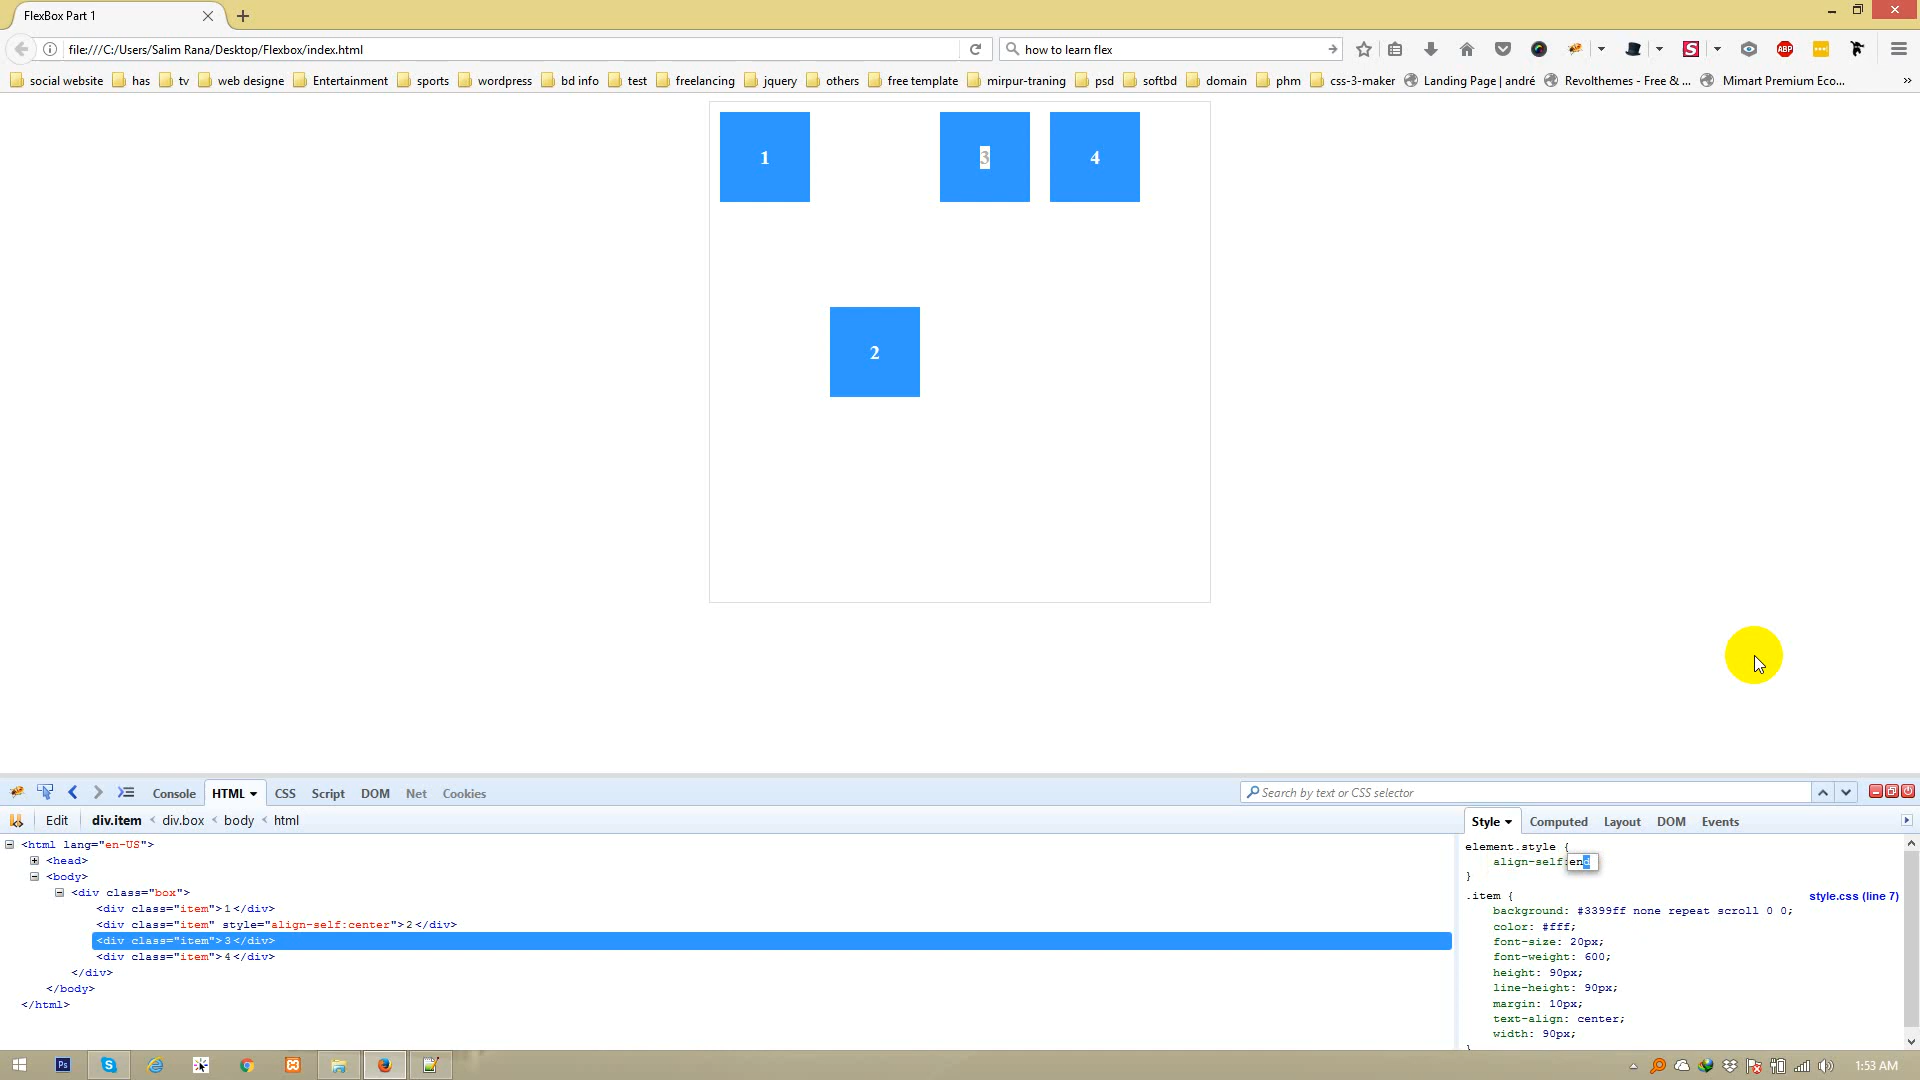 FlexBox Part 1
file:///C:/Users/Salim Rana/Desktop/Flexbox/index.html
how to learn flex
social website has tv web designe Entertainment sports wordpress bd info test freelancing jquery others free template mirpur-traning psd softbd domain phm css-3-maker Landing Page | andré Revolthemes - Free & ... Mimart Premium Eco...
S ABP
1 3 4
2
Console HTML CSS Script DOM Net Cookies
Search by text or CSS selector
Edit div.item < div.box < body < html
Style Computed Layout DOM Events
<html lang="en-US">
<head>
<body>
<div class="box">
<div class="item">1</div>
<div class="item" style="align-self:center">2</div>
<div class="item">3</div>
<div class="item">4</div>
</div>
</body>
</html>
element.style {
align-self:end
}
.item { style.css (line 7)
background: #3399ff none repeat scroll 0 0;
color: #fff;
font-size: 20px;
font-weight: 600;
height: 90px;
line-height: 90px;
margin: 10px;
text-align: center;
width: 90px;
}
Ps
1:53 AM